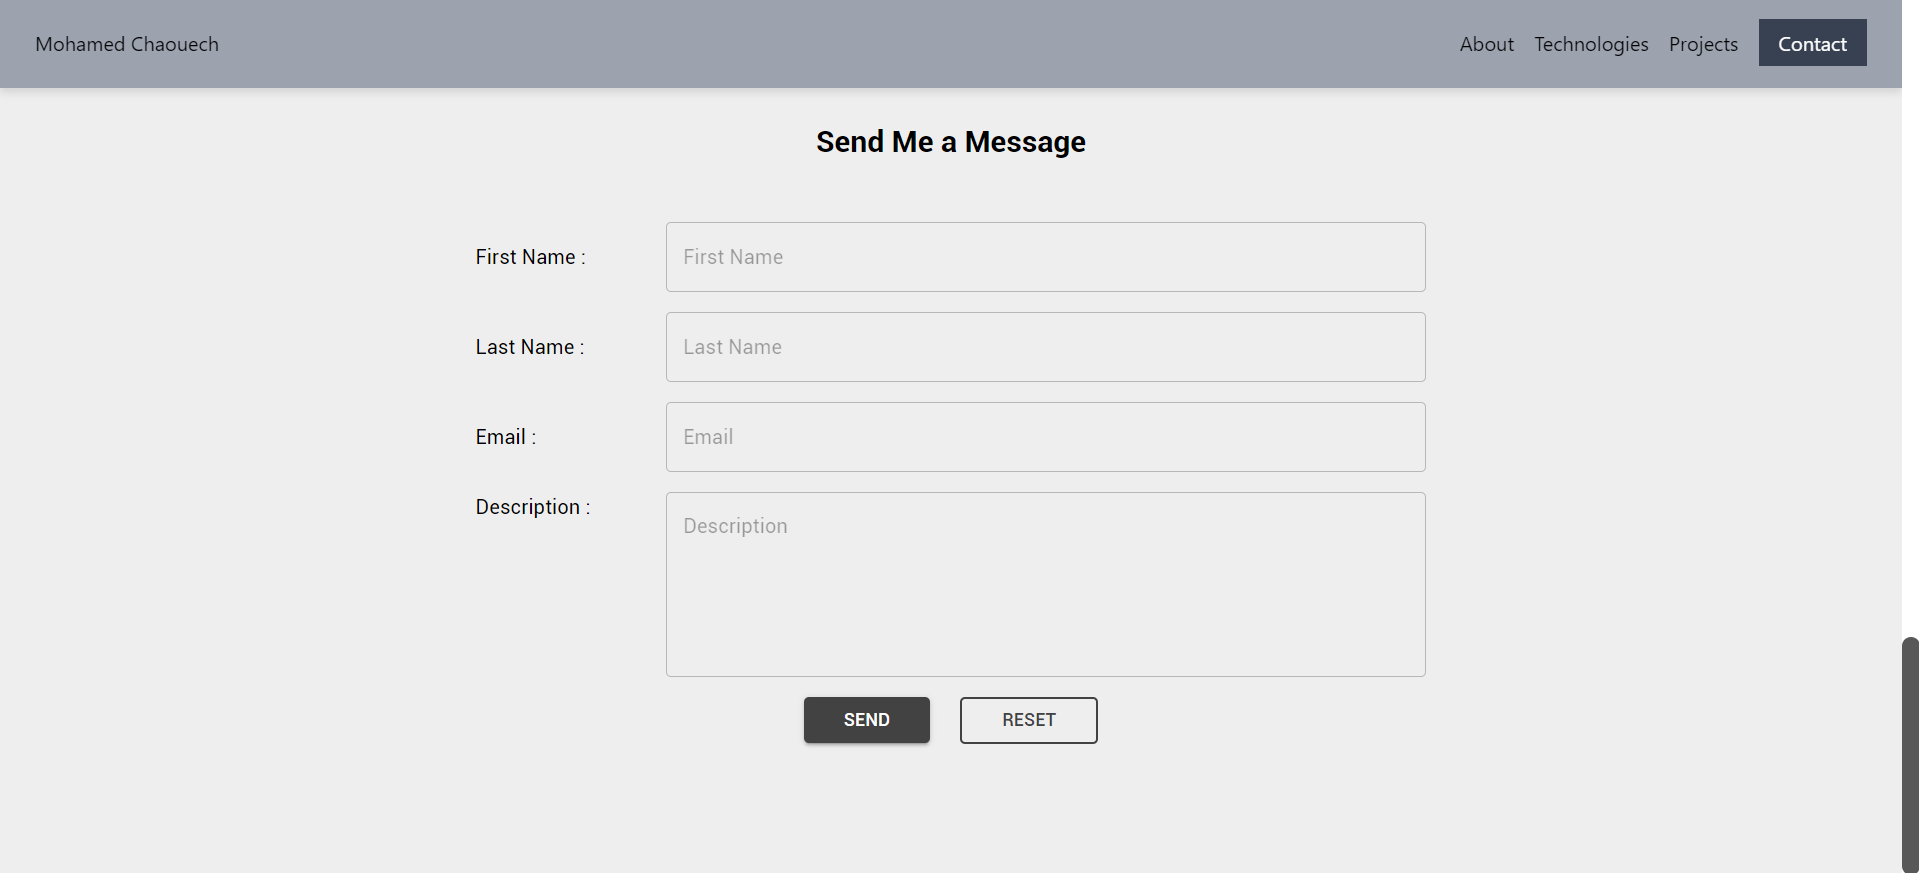 Mohamed Chaouech
About Technologies Projects Contact
Send Me a Message
First Name : First Name
Last Name : Last Name
Email : Email
Description : Description
SEND RESET